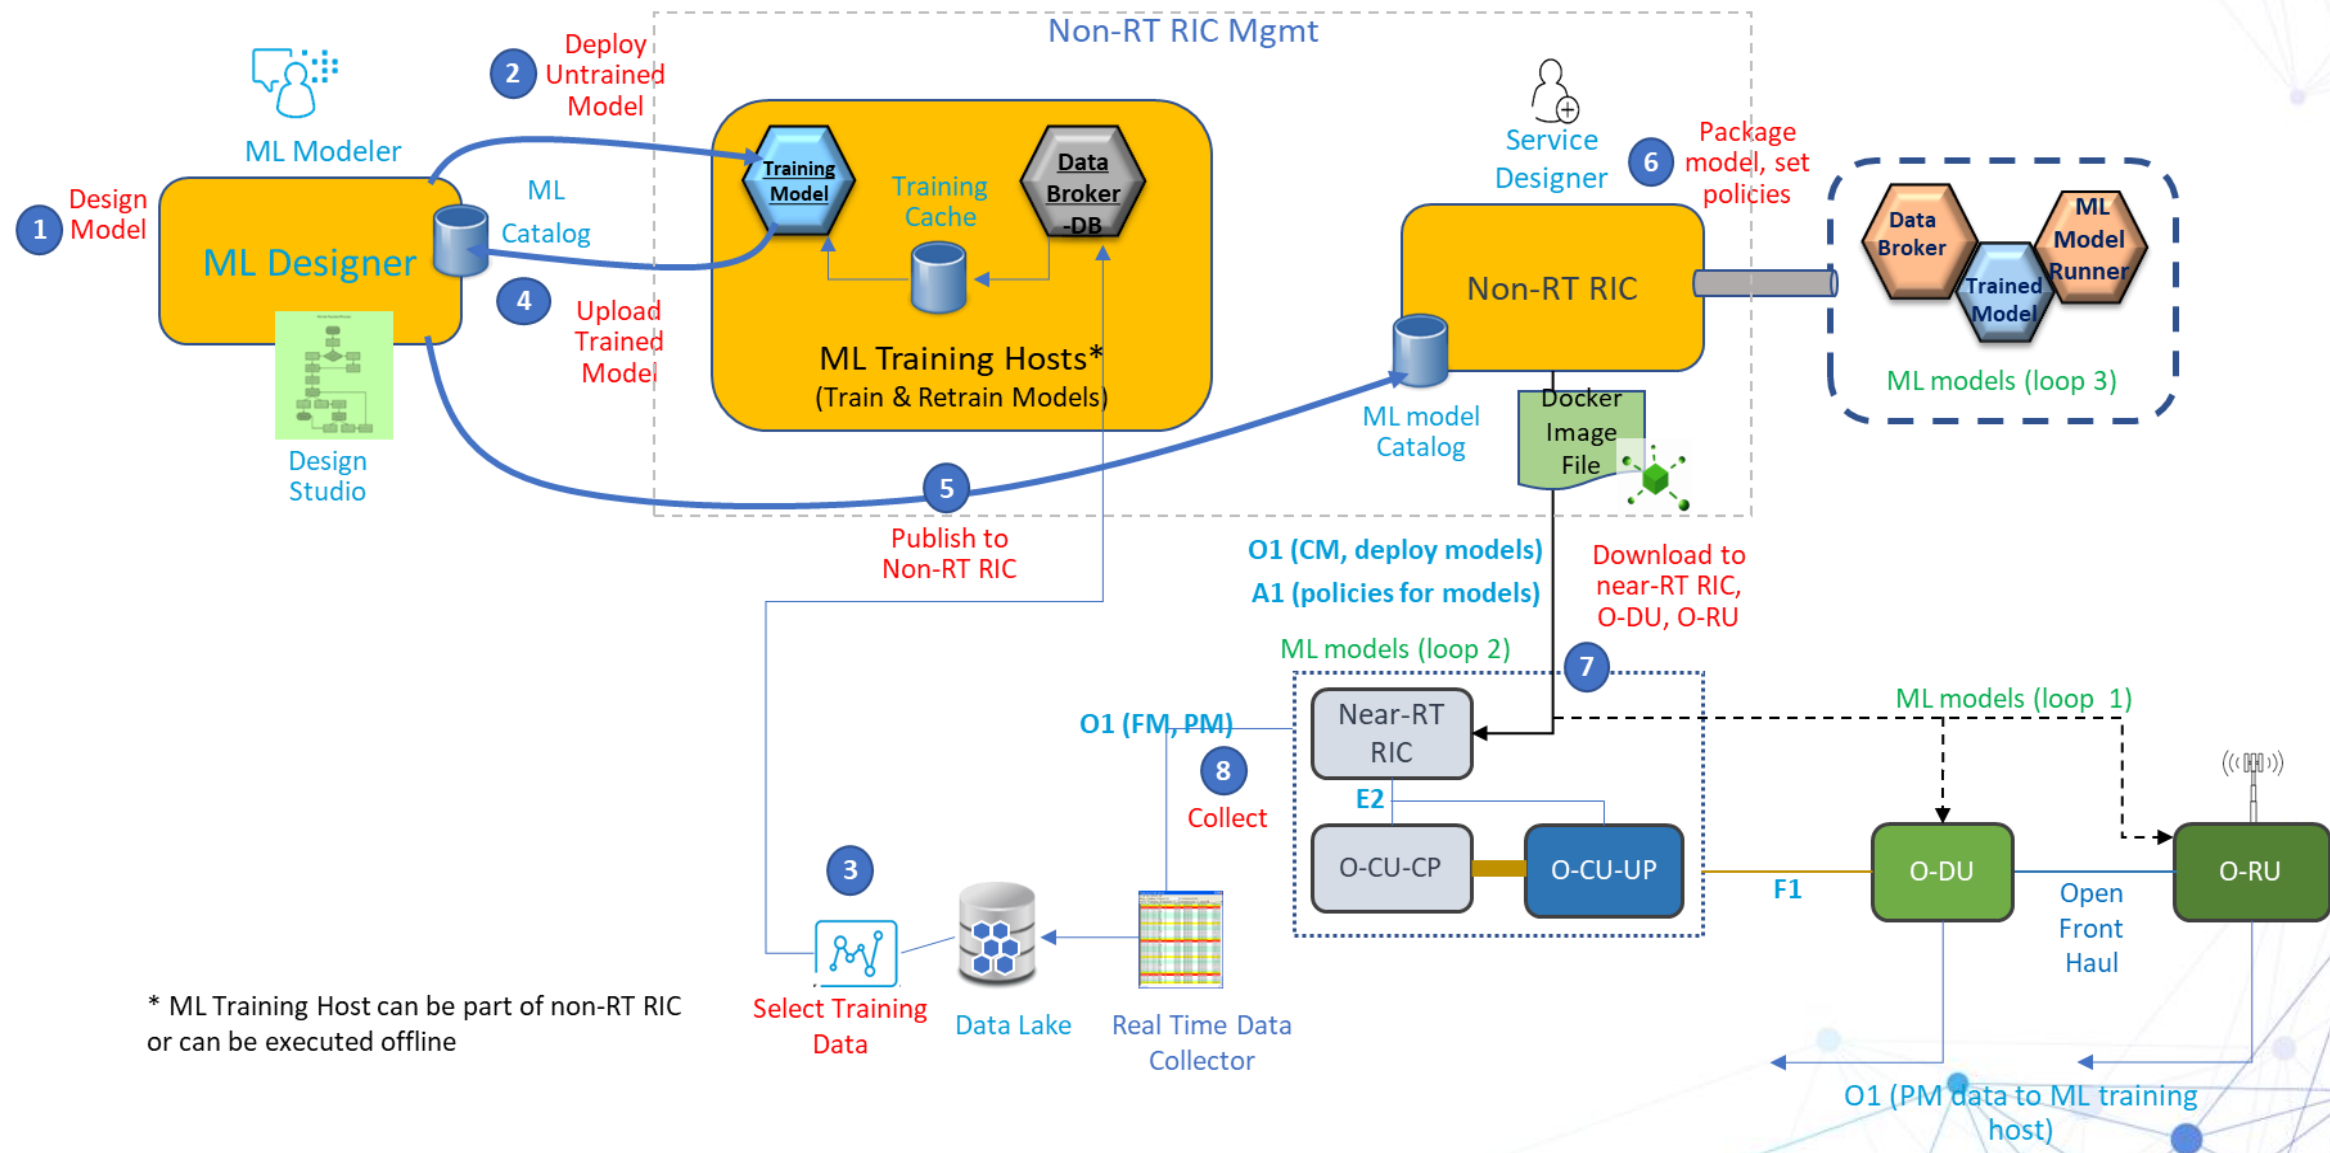 Non-RT RIC Mgmt
2
Deploy
Untrained
Model
ML Modeler
1
Design
Model
ML Designer
ML
Catalog
4
Upload
Trained
Model
Design
Studio
Training
Model
Training
Cache
Data
Broker
-DB
ML Training Hosts*
(Train & Retrain Models)
5
Publish to
Non-RT RIC
Service
Designer
6
Package
model, set
policies
Non-RT RIC
ML model
Catalog
Docker
Image
File
Data
Broker
Trained
Model
ML
Model
Runner
ML models (loop 3)
O1 (CM, deploy models)
A1 (policies for models)
Download to
near-RT RIC,
O-DU, O-RU
ML models (loop 2)
7
ML models (loop 1)
O1 (FM, PM)
8
Collect
Near-RT
RIC
E2
O-CU-CP
O-CU-UP
F1
O-DU
Open
Front
Haul
O-RU
3
Select Training
Data
Data Lake
Real Time Data
Collector
* ML Training Host can be part of non-RT RIC
or can be executed offline
O1 (PM data to ML training
host)